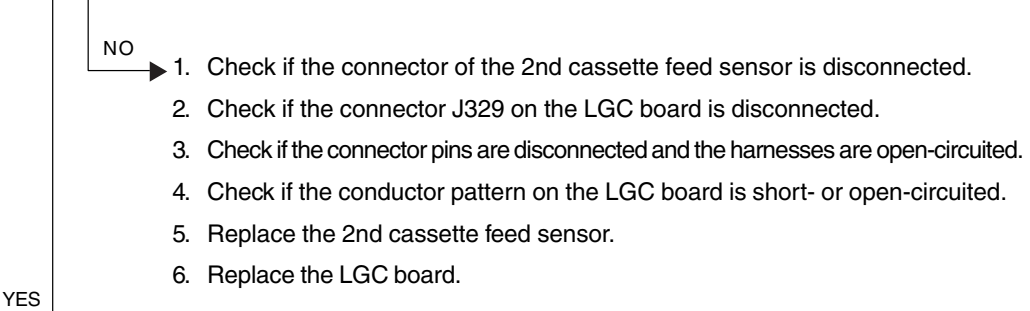 NO
1. Check if the connector of the 2nd cassette feed sensor is disconnected.
2. Check if the connector J329 on the LGC board is disconnected.
3. Check if the connector pins are disconnected and the harnesses are open-circuited.
4. Check if the conductor pattern on the LGC board is short- or open-circuited.
5. Replace the 2nd cassette feed sensor.
6. Replace the LGC board.
YES